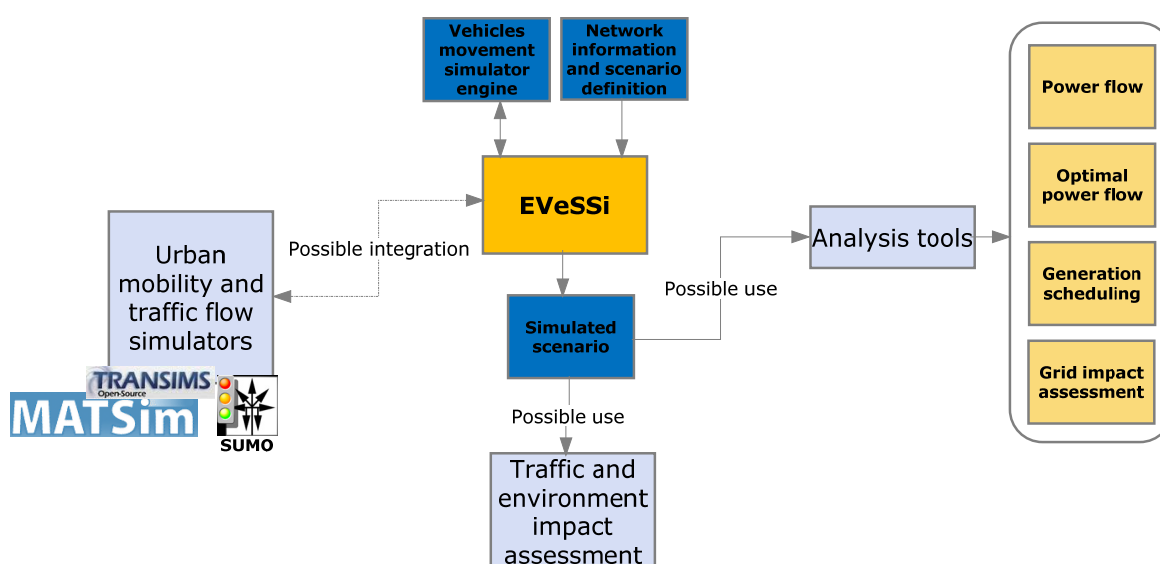 Vehicles
movement
simulator
engine
Network
information
and scenario
definition
EVeSSi
Possible integration
Urban
mobility and
traffic flow
simulators
TRANSIMS
Open-Source
MATSim
SUMO
Simulated
scenario
Possible use
Analysis tools
Power flow
Optimal
power flow
Generation
scheduling
Grid impact
assessment
Possible use
Traffic and
environment
impact
assessment